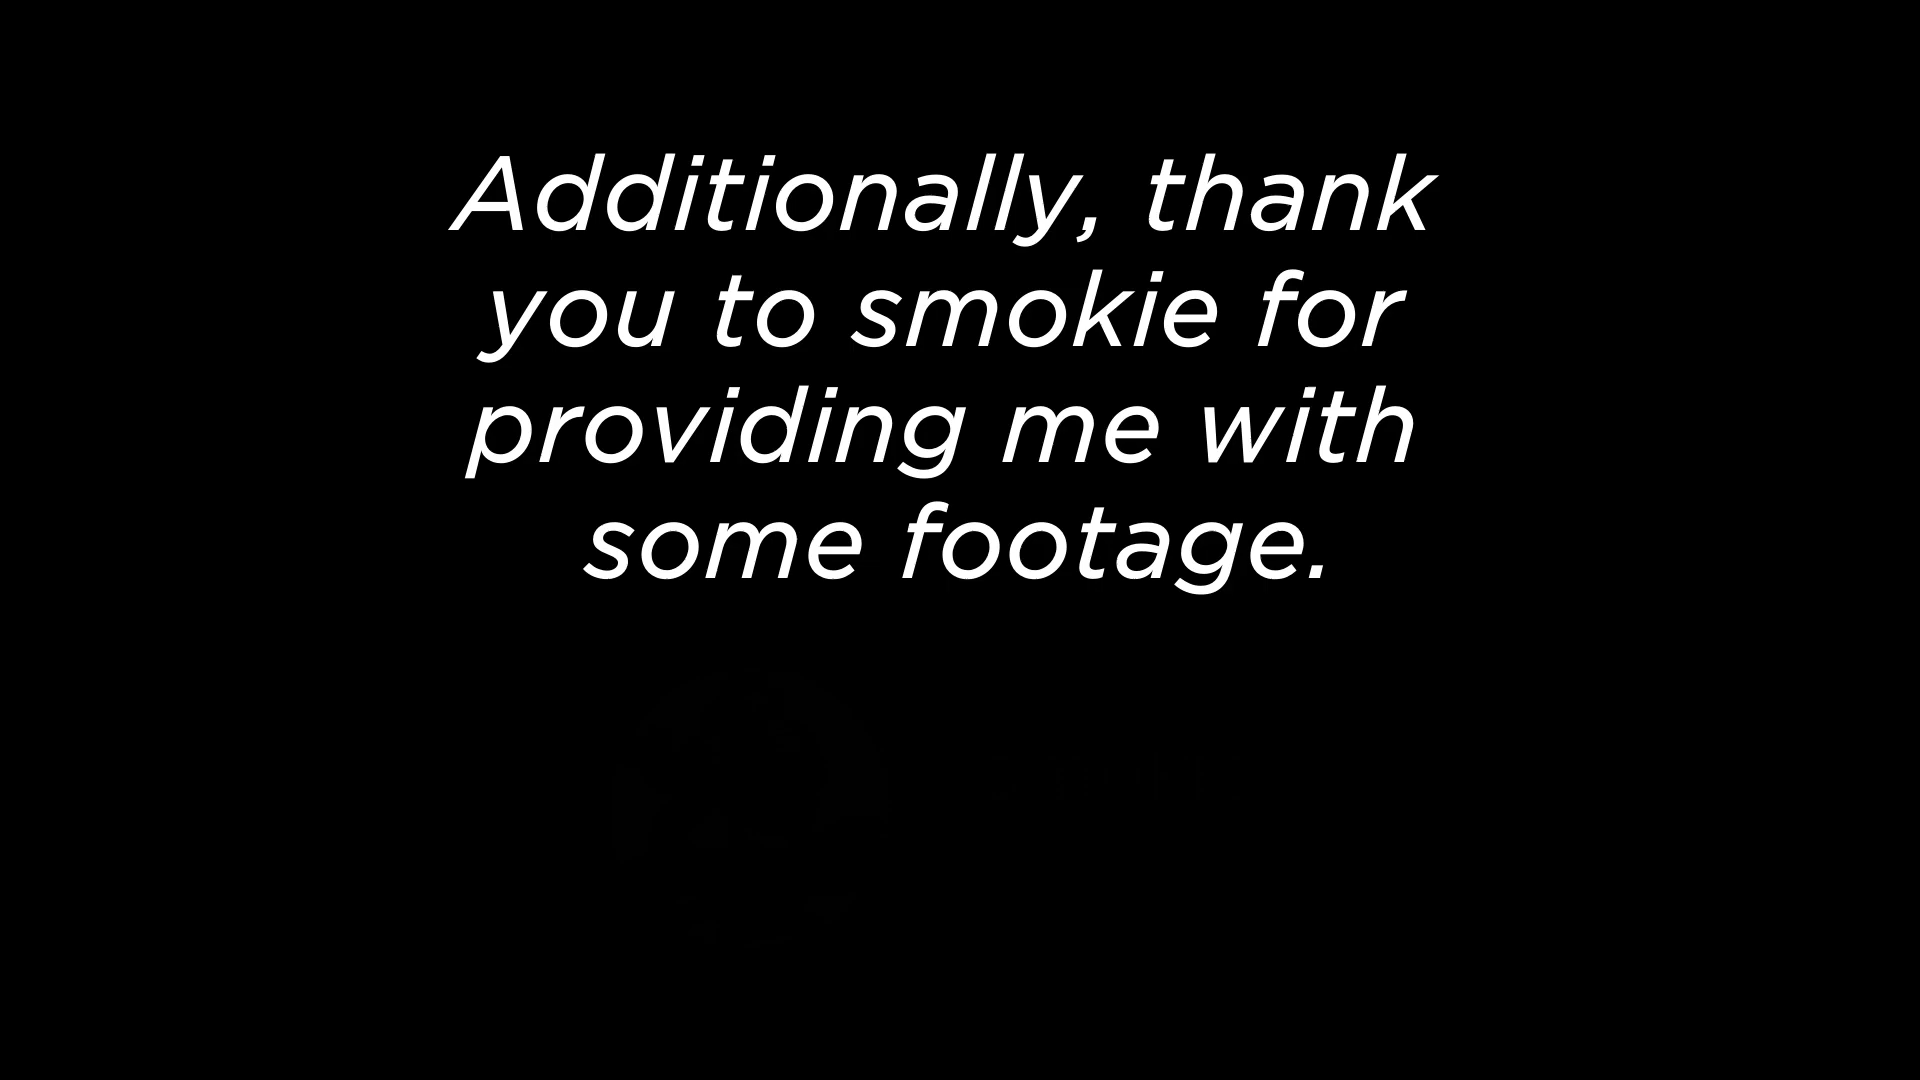 Additionally, thank
you to smokie for
providing me with
some footage.